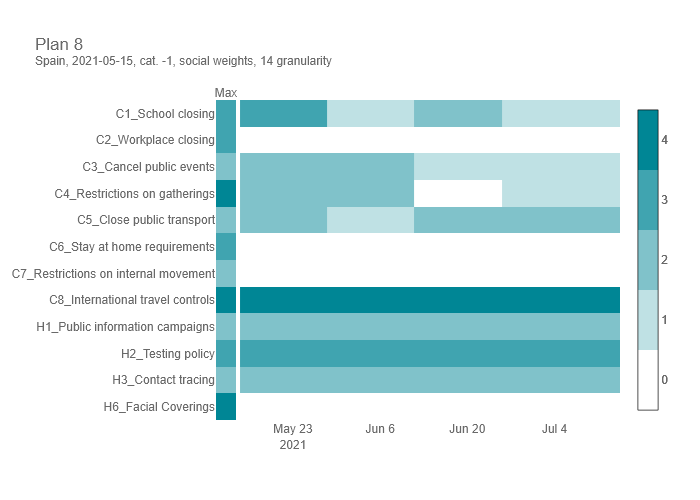 Plan 8
Spain, 2021-05-15, cat. -1, social weights, 14 granularity
Max
C1_School closing
C2_Workplace closing
C3_Cancel public events
C4_Restrictions on gatherings
C5_Close public transport
C6_Stay at home requirements
C7_Restrictions on internal movement
C8_International travel controls
H1_Public information campaigns
H2_Testing policy
H3_Contact tracing
H6_Facial Coverings
May 23 Jun 6 Jun 20 Jul 4
2021
4
3
2
1
0